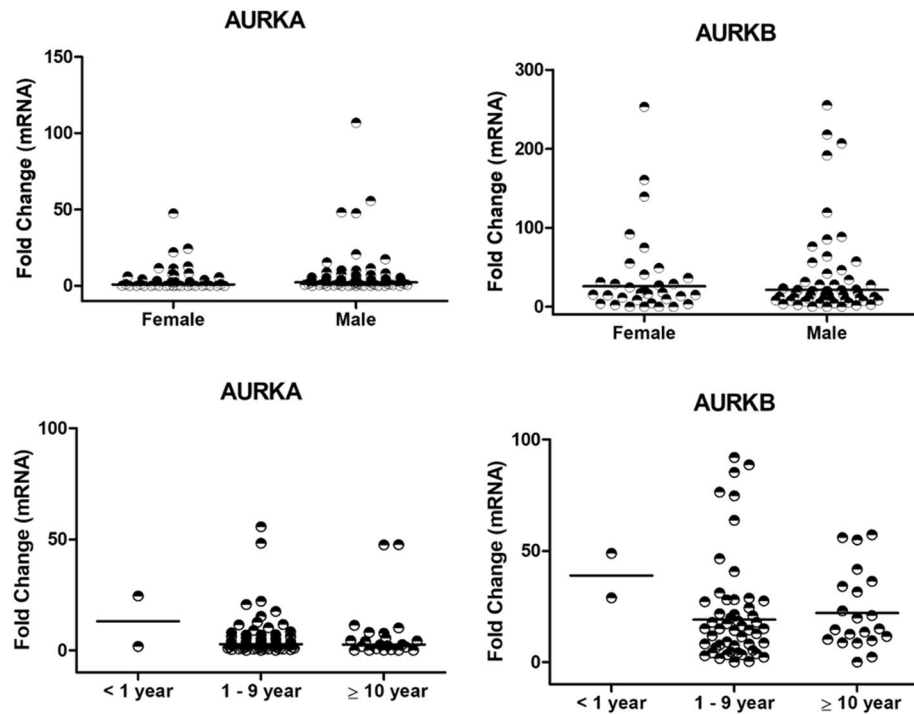 AURKA
Fold Change (mRNA)
150
100
50
0
Female Male
AURKB
Fold Change (mRNA)
300
200
100
0
Female Male
AURKA
Fold Change (mRNA)
100
50
0
< 1 year 1 - 9 year ≥ 10 year
AURKB
Fold Change (mRNA)
100
50
0
< 1 year 1 - 9 year ≥ 10 year